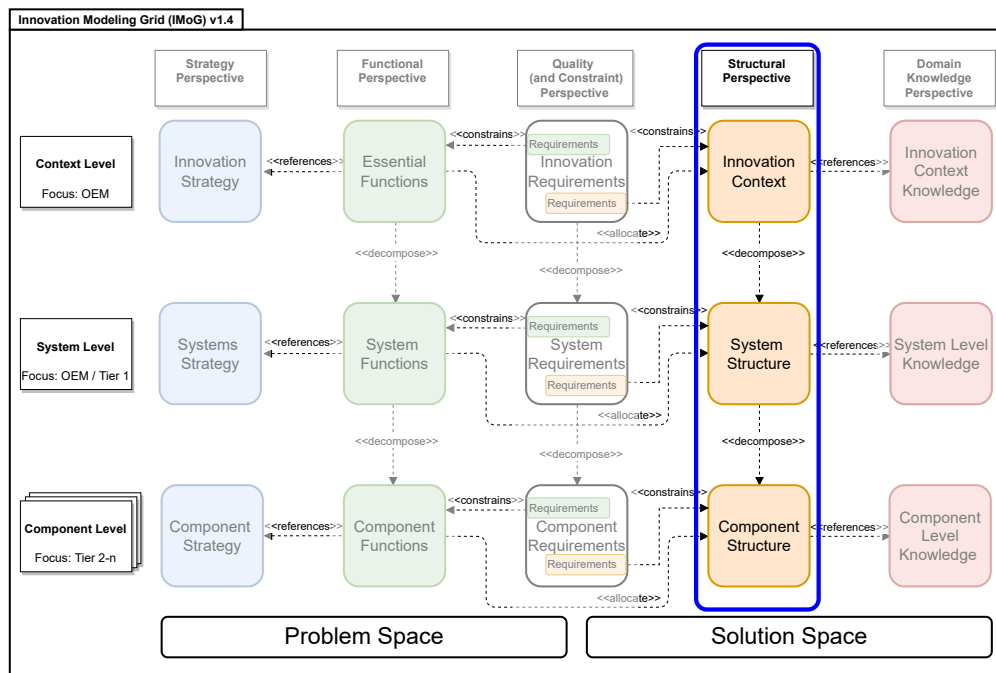 Innovation Modeling Grid (IMoG) v1.4
Strategy
Perspective
Functional
Perspective
Quality
(and Constraint)
Perspective
Structural
Perspective
Domain
Knowledge
Perspective
Context Level
Focus: OEM
Innovation
Strategy
<<references>>
Essential
Functions
<<constrains>>
Requirements
Innovation
Requirements
Requirements
<<constrains>>
<<allocate>>
Innovation
Context
<<references>>
Innovation
Context
Knowledge
<<decompose>>
<<decompose>>
<<decompose>>
System Level
Focus: OEM / Tier 1
Systems
Strategy
<<references>>
System
Functions
<<constrains>>
Requirements
System
Requirements
Requirements
<<constrains>>
<<allocate>>
System
Structure
<<references>>
System Level
Knowledge
<<decompose>>
<<decompose>>
<<decompose>>
Component Level
Focus: Tier 2-n
Component
Strategy
<<references>>
Component
Functions
<<constrains>>
Requirements
Component
Requirements
Requirements
<<constrains>>
<<allocate>>
Component
Structure
<<references>>
Component
Level
Knowledge
Problem Space
Solution Space